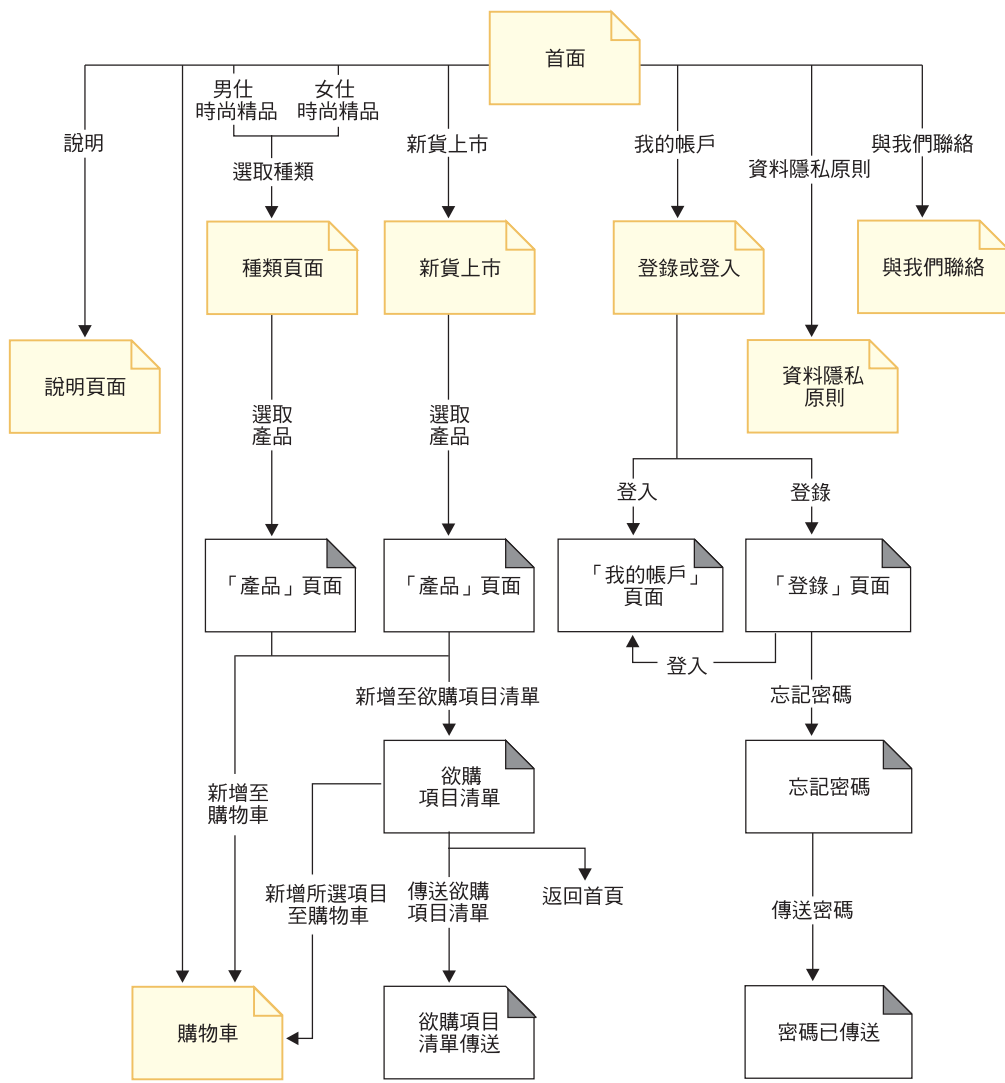 首面
男仕
時尚精品
女仕
時尚精品
說明
新貨上市
我的帳戶
與我們聯絡
選取種類
資料隱私原則
種類頁面
新貨上市
登錄或登入
與我們聯絡
說明頁面
資料隱私
原則
選取
產品
選取
產品
登入
登錄
「產品」頁面
「產品」頁面
「我的帳戶」
頁面
「登錄」頁面
登入
新增至欲購項目清單
忘記密碼
新增至
購物車
欲購
項目清單
忘記密碼
新增所選項目
至購物車
傳送欲購
項目清單
返回首頁
傳送密碼
購物車
欲購項目
清單傳送
密碼已傳送